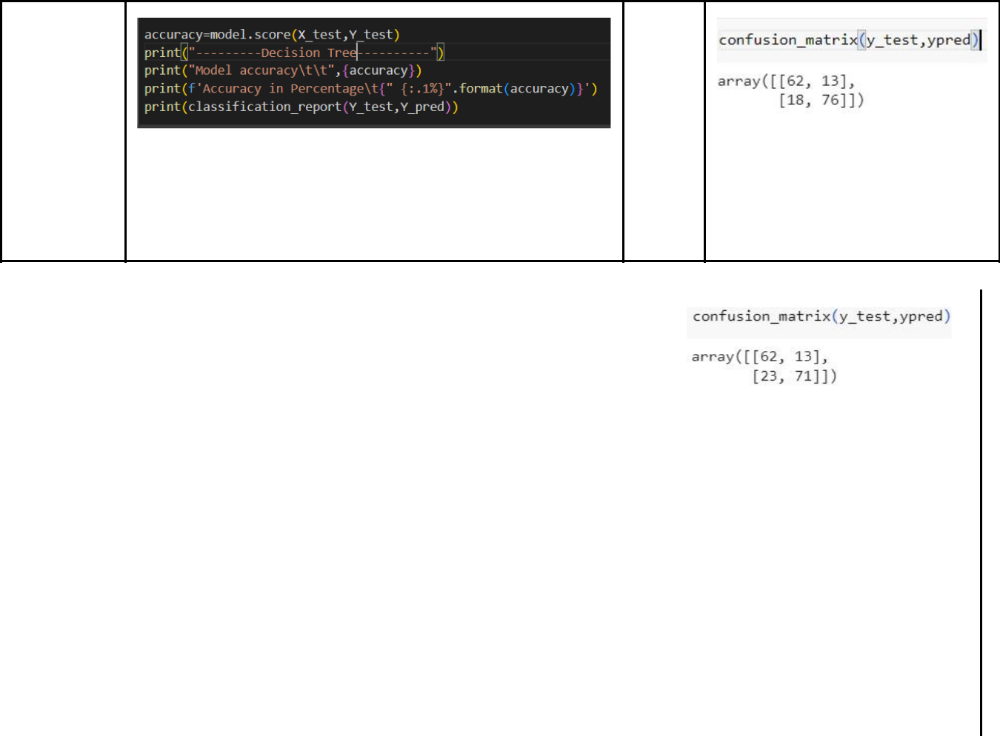 accuracy=model.score(X_test,Y_test)
print("---------Decision Tree----------")
print("Model accuracy\t\t",{accuracy})
print(f'Accuracy in Percentage\t{" {:.1%}".format(accuracy)}')
print(classification_report(Y_test,Y_pred))
confusion_matrix(y_test,ypred)
array([[62, 13],
[18, 76]])
confusion_matrix(y_test,ypred)
array([[62, 13],
[23, 71]])